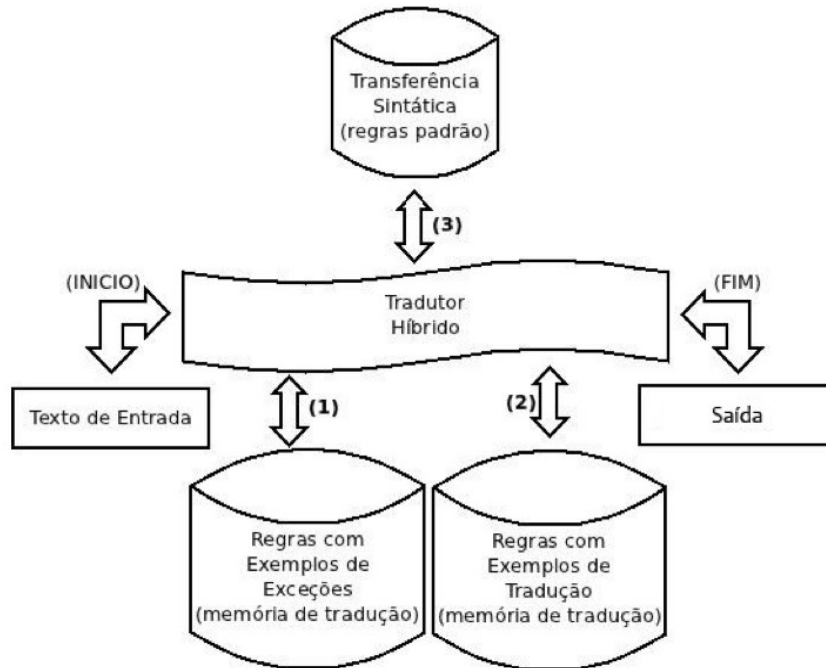 Transferência
Sintática
(regras padrão)
(3)
(INICIO)
(FIM)
Tradutor
Híbrido
Texto de Entrada
(1)
(2)
Saída
Regras com
Exemplos de
Exceções
(memória de tradução)
Regras com
Exemplos de
Tradução
(memória de tradução)